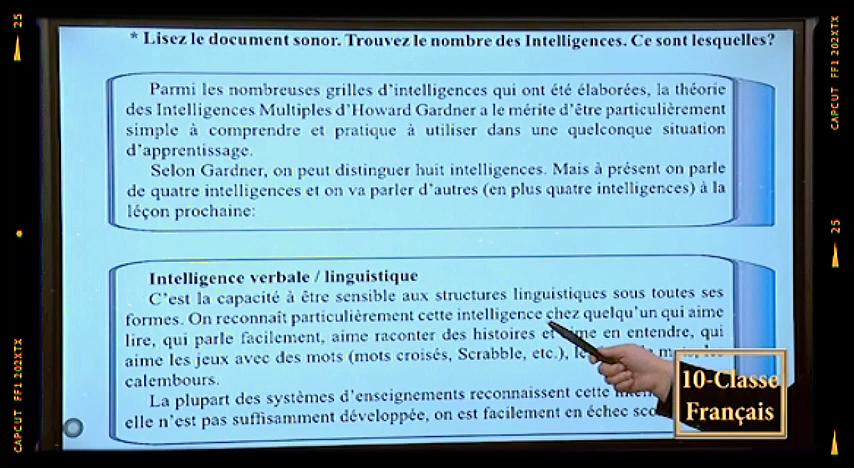 * Lisez le document sonor. Trouvez le nombre des Intelligences. Ce sont lesquelles?
Parmi les nombreuses grilles d'intelligences qui ont été élaborées, la théorie
des Intelligences Multiples d'Howard Gardner a le mérite d'être particulièrement
simple à comprendre et pratique à utiliser dans une quelconque situation
d'apprentissage.
Selon Gardner, on peut distinguer huit intelligences. Mais à présent on parle
de quatre intelligences et on va parler d'autres (en plus quatre intelligences) à la
léçon prochaine:
Intelligence verbale / linguistique
C'est la capacité à être sensible aux structures linguistiques sous toutes ses
formes. On reconnaît particulièrement cette intelligence chez quelqu'un qui aime
lire, qui parle facilement, aime raconter des histoires et aime en entendre, qui
aime les jeux avec des mots (mots croisés, Scrabble, etc.),
calembours.
La plupart des systèmes d'enseignements reconnaissent cette
elle n'est pas suffisamment développée, on est facilement en échec
10-Classe
Français
25
CAPCUT FF1 202XTX
CAPCUT FF1 202XTX
25